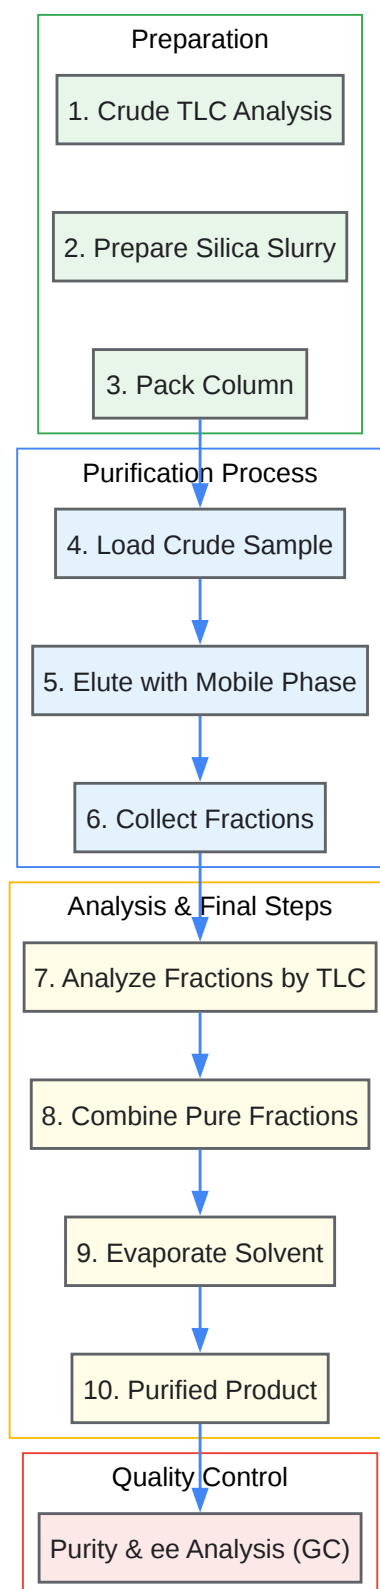 Preparation
1. Crude TLC Analysis
2. Prepare Silica Slurry
3. Pack Column
Purification Process
4. Load Crude Sample
5. Elute with Mobile Phase
6. Collect Fractions
Analysis & Final Steps
7. Analyze Fractions by TLC
8. Combine Pure Fractions
9. Evaporate Solvent
10. Purified Product
Quality Control
Purity & ee Analysis (GC)